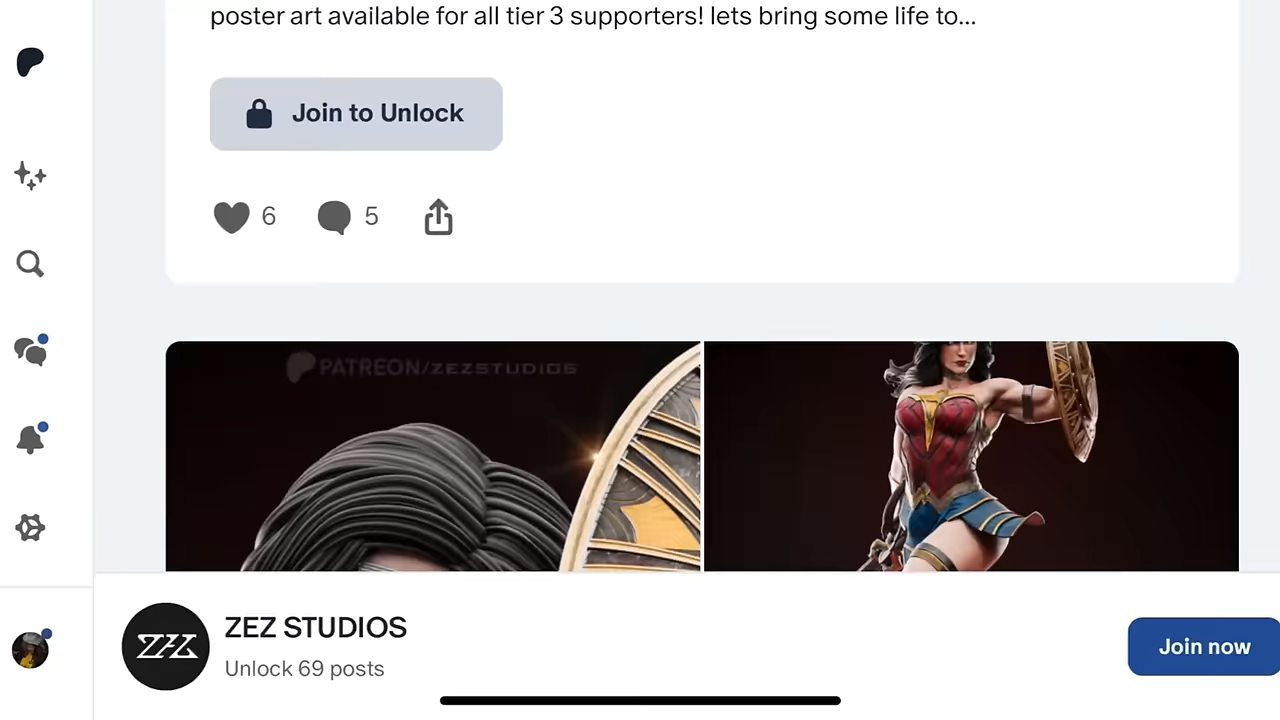 poster art available for all tier 3 supporters! lets bring some life to...
Join to Unlock
6
5
PATREON/ZEZSTUDIOS
ZEZ
ZEZ STUDIOS
Unlock 69 posts
Join now